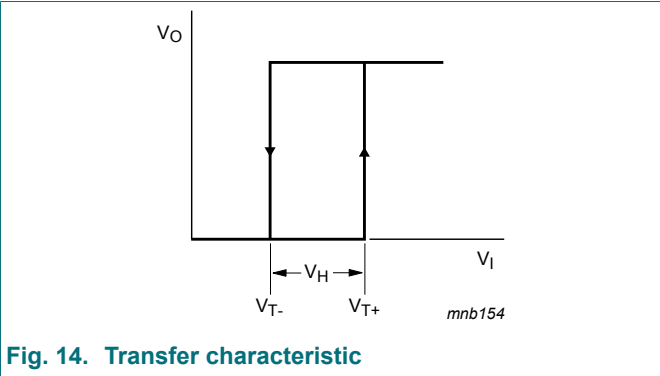 VO
VI
VH
VT-
VT+
mnb154
Fig. 14. Transfer characteristic